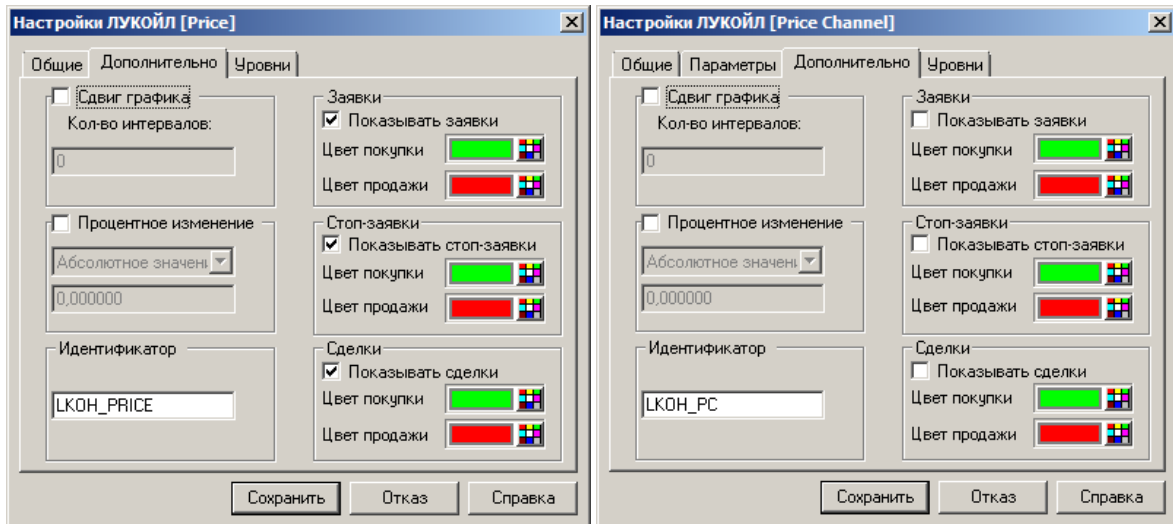 Настройки ЛУКОЙЛ [Price]
Общие Дополнительно Уровни
Сдвиг графика
Кол-во интервалов:
0
Процентное изменение
Абсолютное значени
0,000000
Идентификатор
LKOH_PRICE
Заявки
Показывать заявки
Цвет покупки
Цвет продажи
Стоп-заявки
Показывать стоп-заявки
Цвет покупки
Цвет продажи
Сделки
Показывать сделки
Цвет покупки
Цвет продажи
Сохранить Отказ Справка
Настройки ЛУКОЙЛ [Price Channel]
Общие Параметры Дополнительно Уровни
Сдвиг графика
Кол-во интервалов:
0
Процентное изменение
Абсолютное значени
0,000000
Идентификатор
LKOH_PC
Заявки
Показывать заявки
Цвет покупки
Цвет продажи
Стоп-заявки
Показывать стоп-заявки
Цвет покупки
Цвет продажи
Сделки
Показывать сделки
Цвет покупки
Цвет продажи
Сохранить Отказ Справка